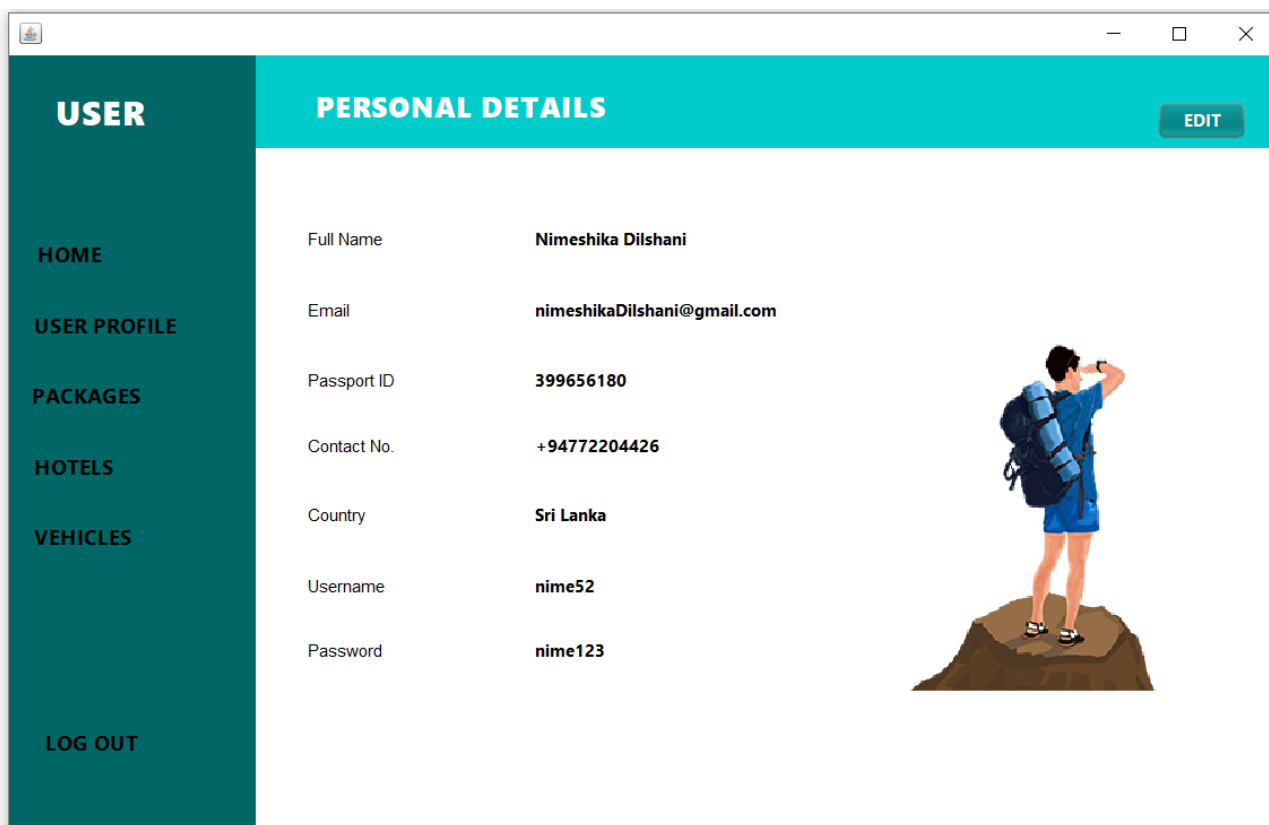 USER
PERSONAL DETAILS
EDIT
HOME
USER PROFILE
PACKAGES
HOTELS
VEHICLES
LOG OUT
Full Name Nimeshika Dilshani
Email nimeshikaDilshani@gmail.com
Passport ID 399656180
Contact No. +94772204426
Country Sri Lanka
Username nime52
Password nime123